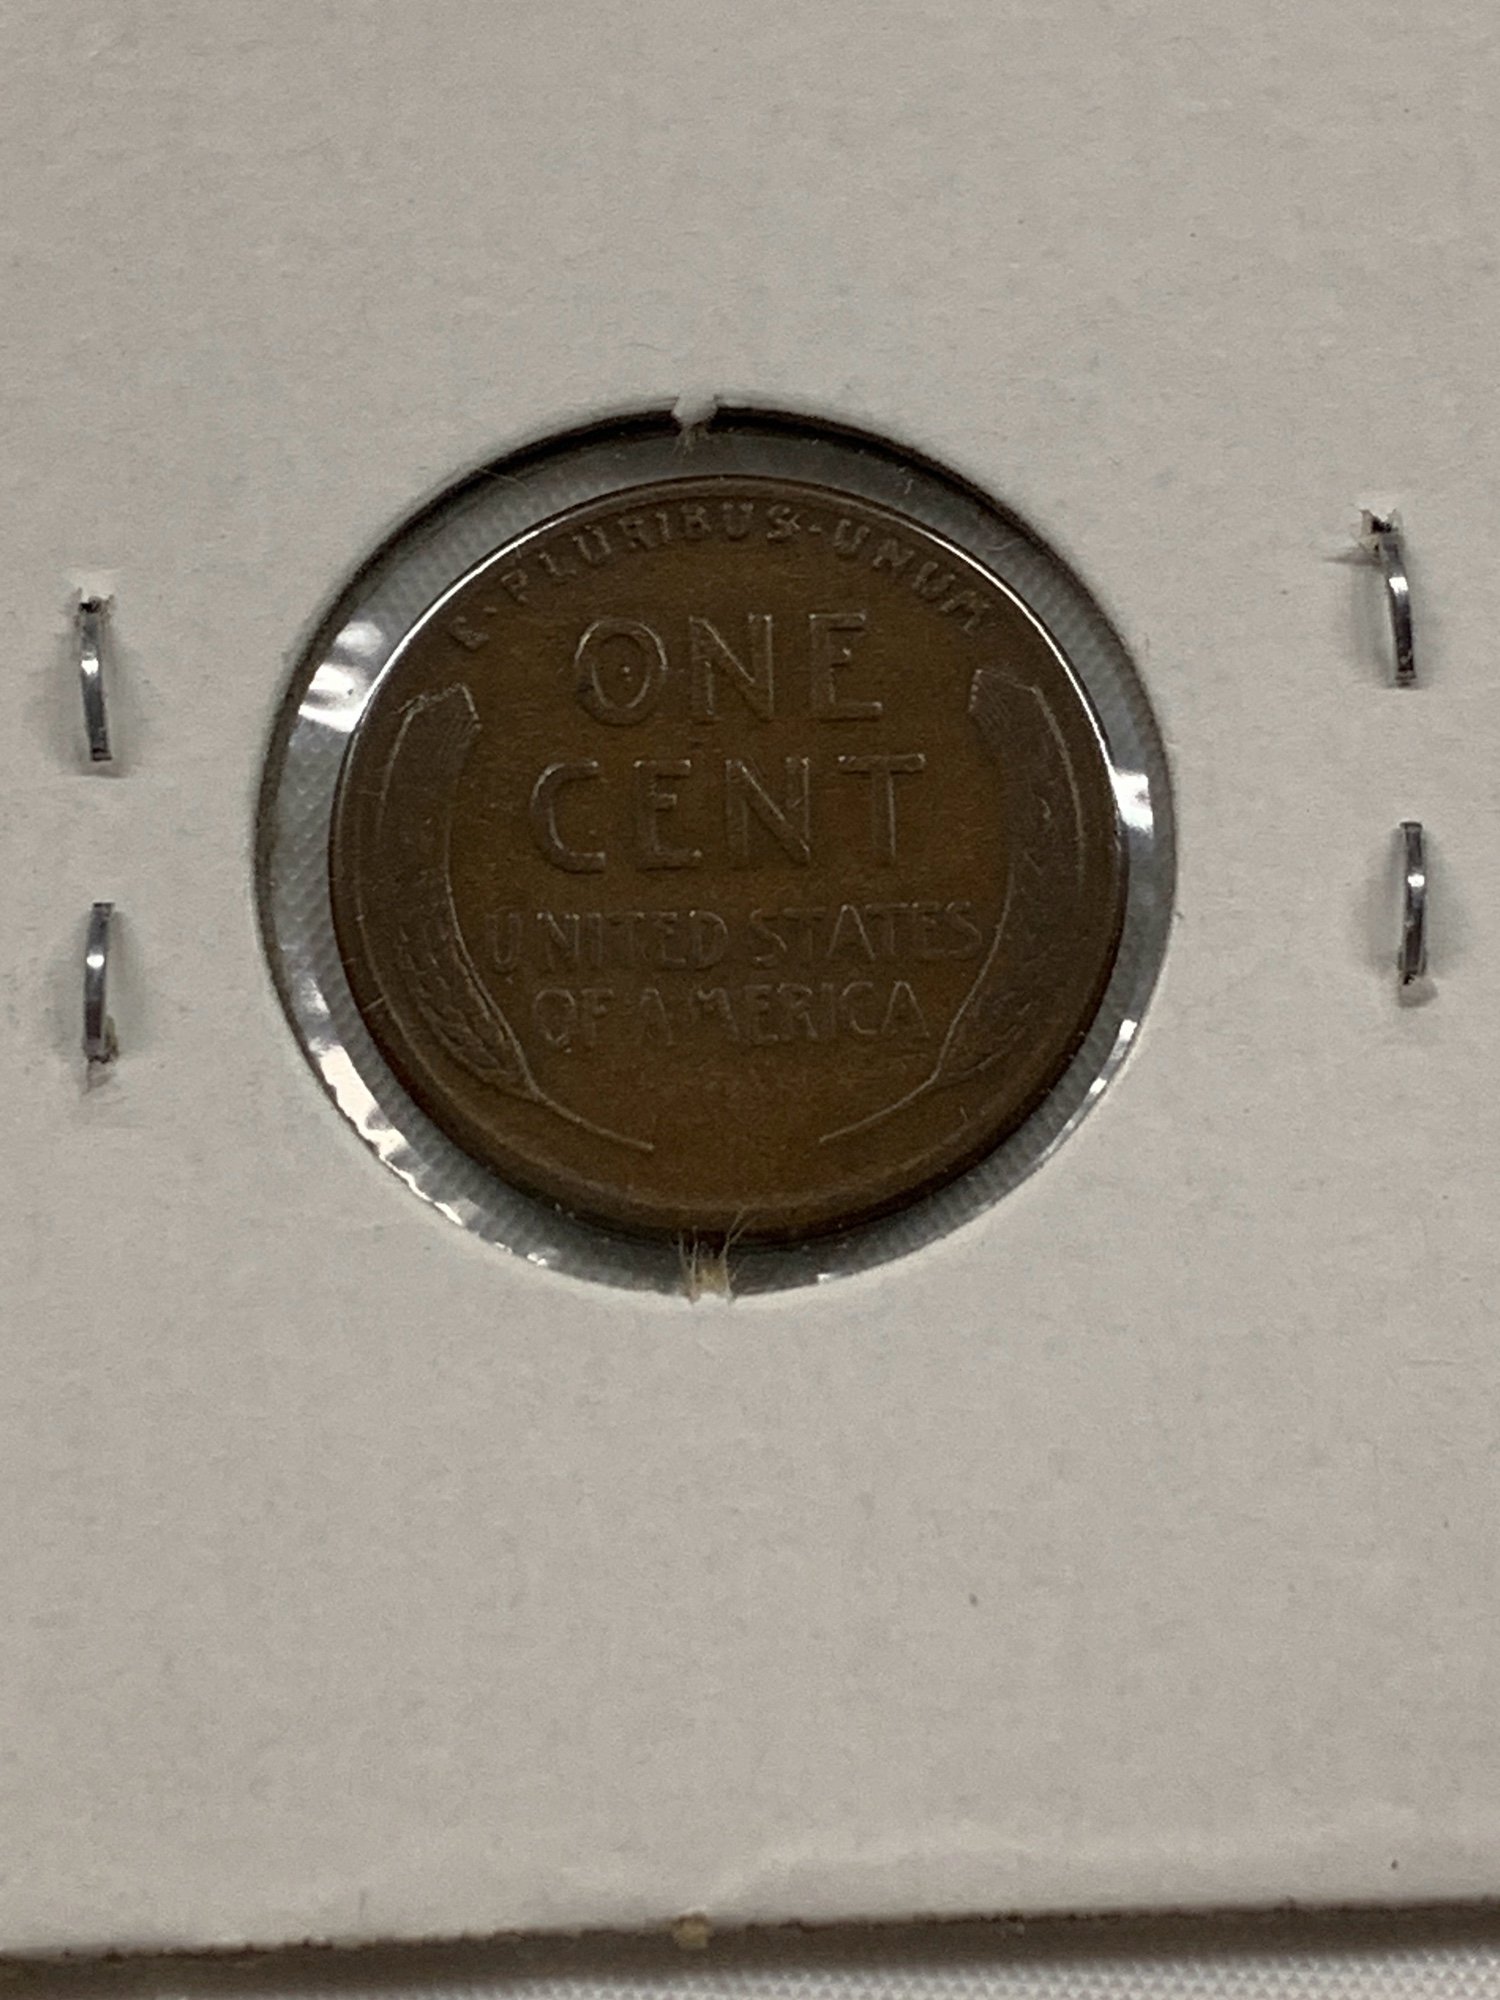 E·PLURIBUS·UNUM
ONE
CENT
UNITED STATES
OF AMERICA